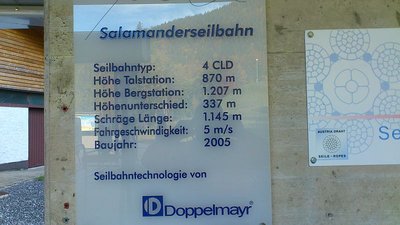 Salamanderseilbahn
Seilbahntyp: 4 CLD
Höhe Talstation: 870 m
Höhe Bergstation: 1.207 m
Höhenunterschied: 337 m
Schräge Länge: 1.145 m
Fahrgeschwindigkeit: 5 m/s
Baujahr: 2005
Seilbahntechnologie von
Doppelmayr
AUSTRIA DRAHT
SEILE - ROPES
Se